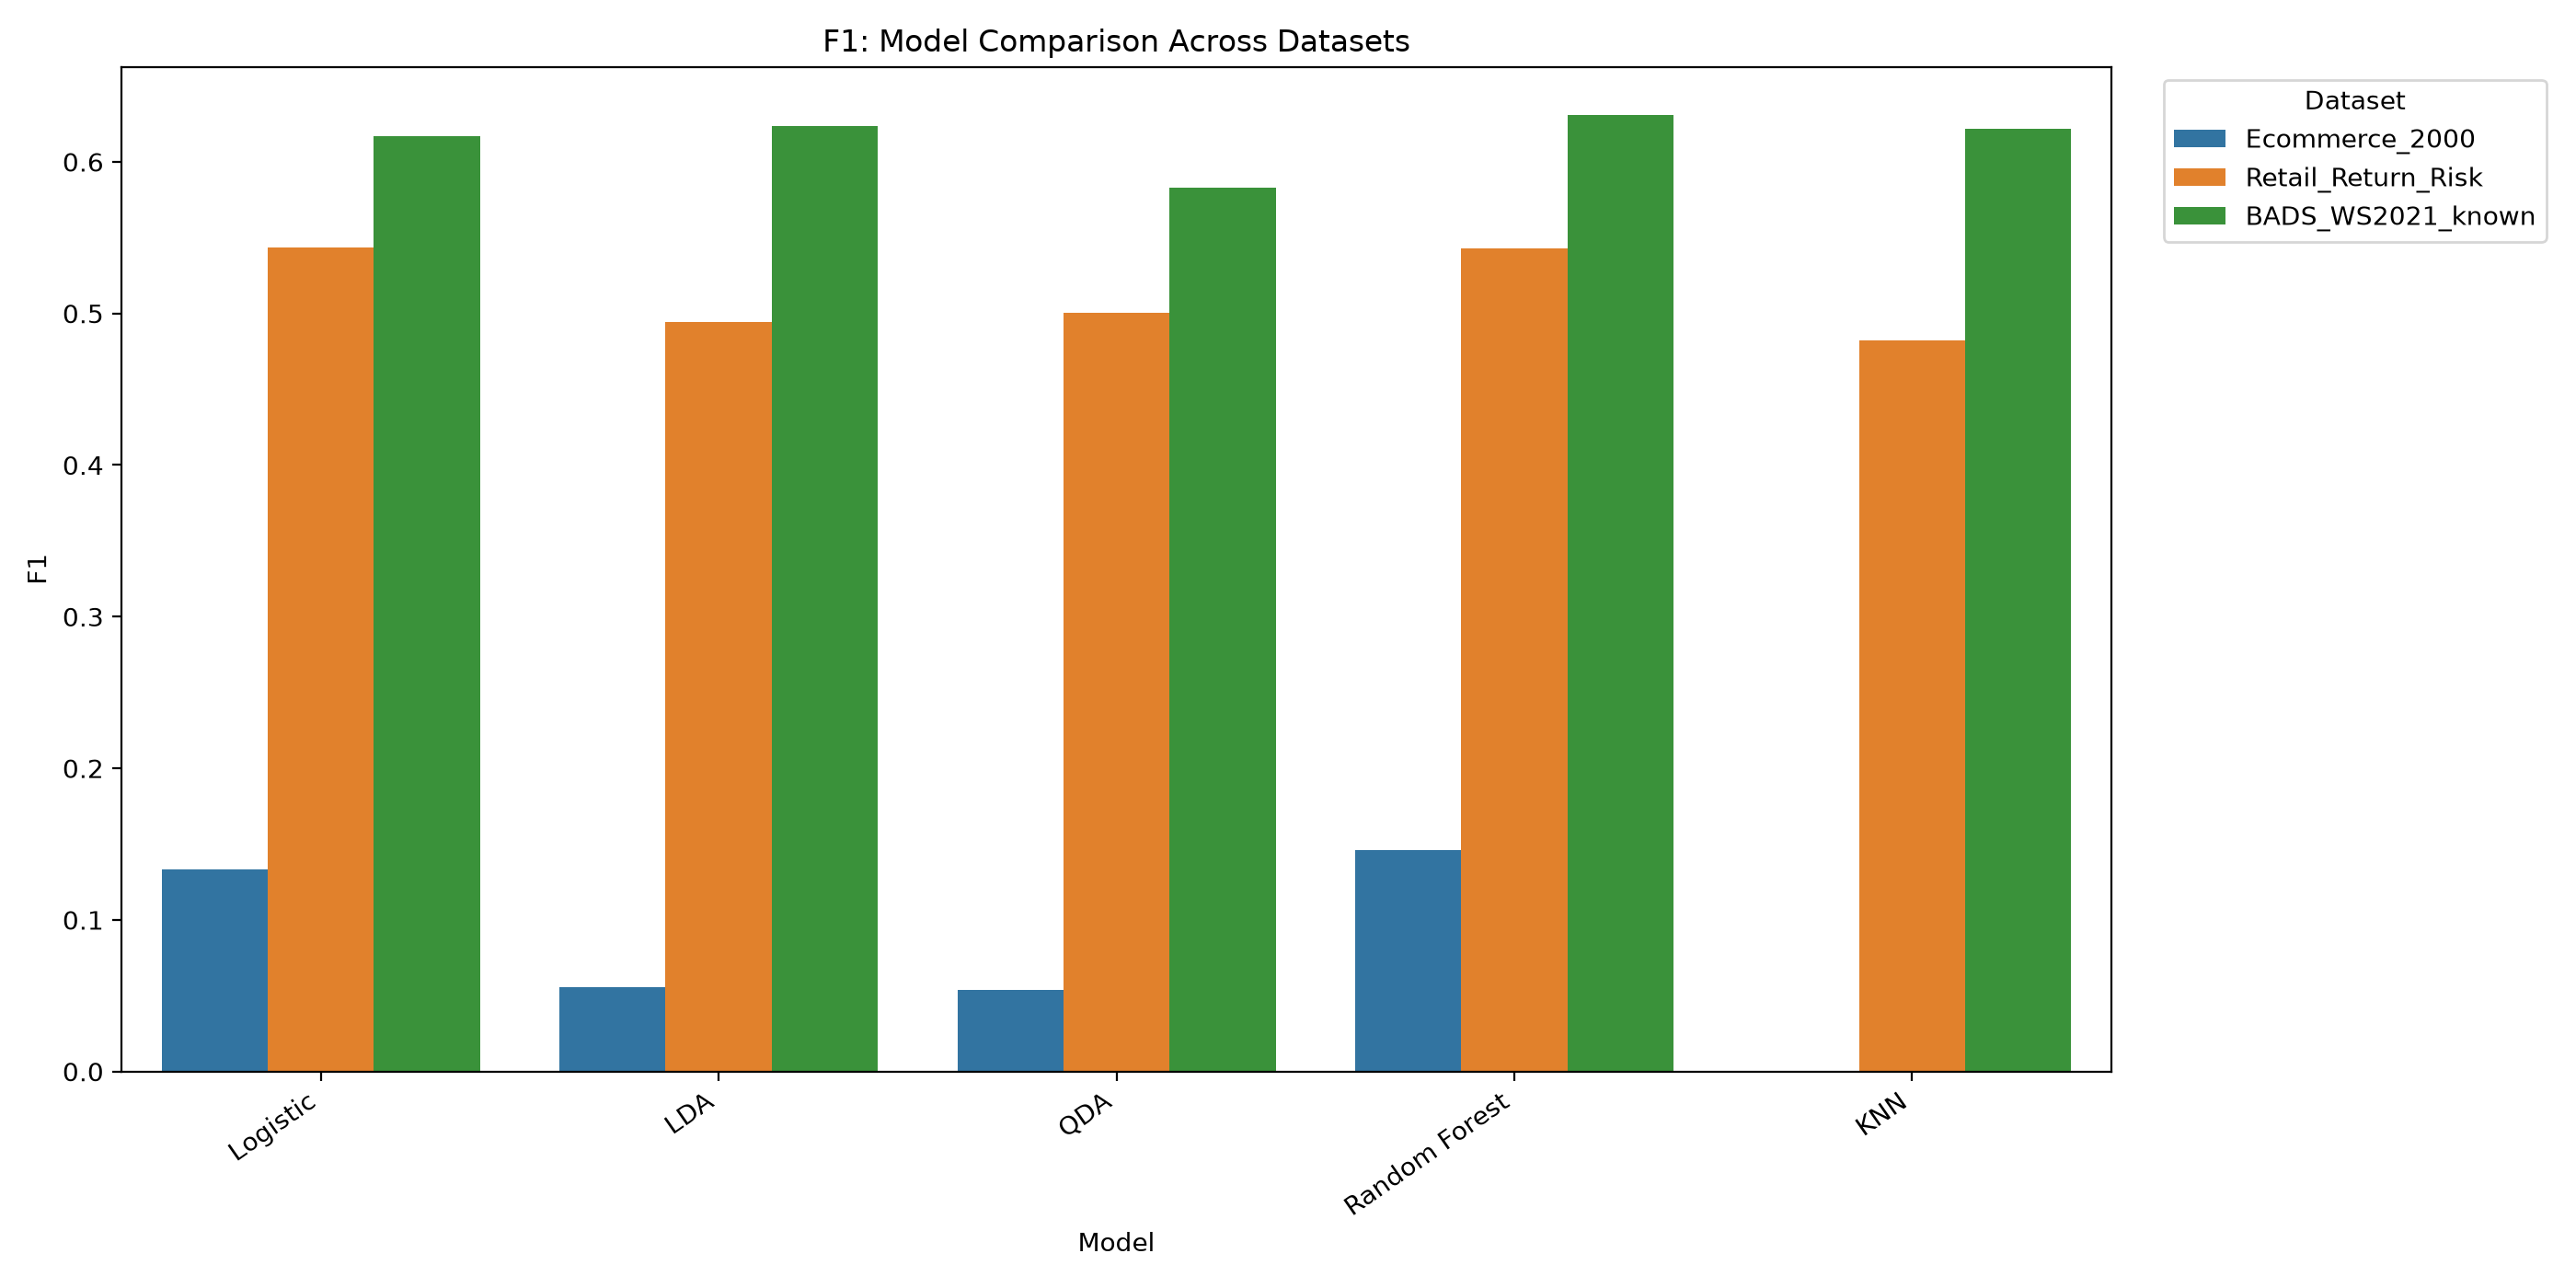 F1: Model Comparison Across Datasets
Dataset
Ecommerce_2000
Retail_Return_Risk
BADS_WS2021_known
F1
0.6
0.5
0.4
0.3
0.2
0.1
0.0
Logistic
LDA
QDA
Random Forest
KNN
Model